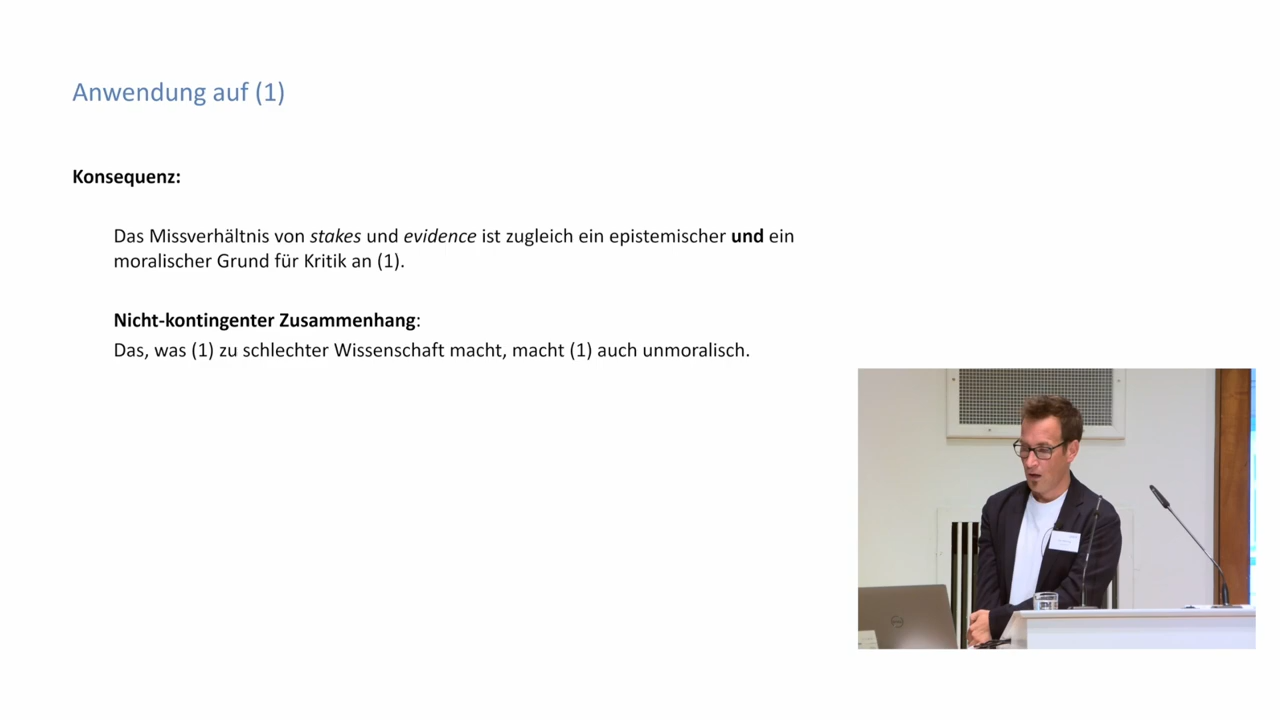 Anwendung auf (1)
Konsequenz:
Das Missverhältnis von stakes und evidence ist zugleich ein epistemischer und ein
moralischer Grund für Kritik an (1).
Nicht-kontingenter Zusammenhang:
Das, was (1) zu schlechter Wissenschaft macht, macht (1) auch unmoralisch.